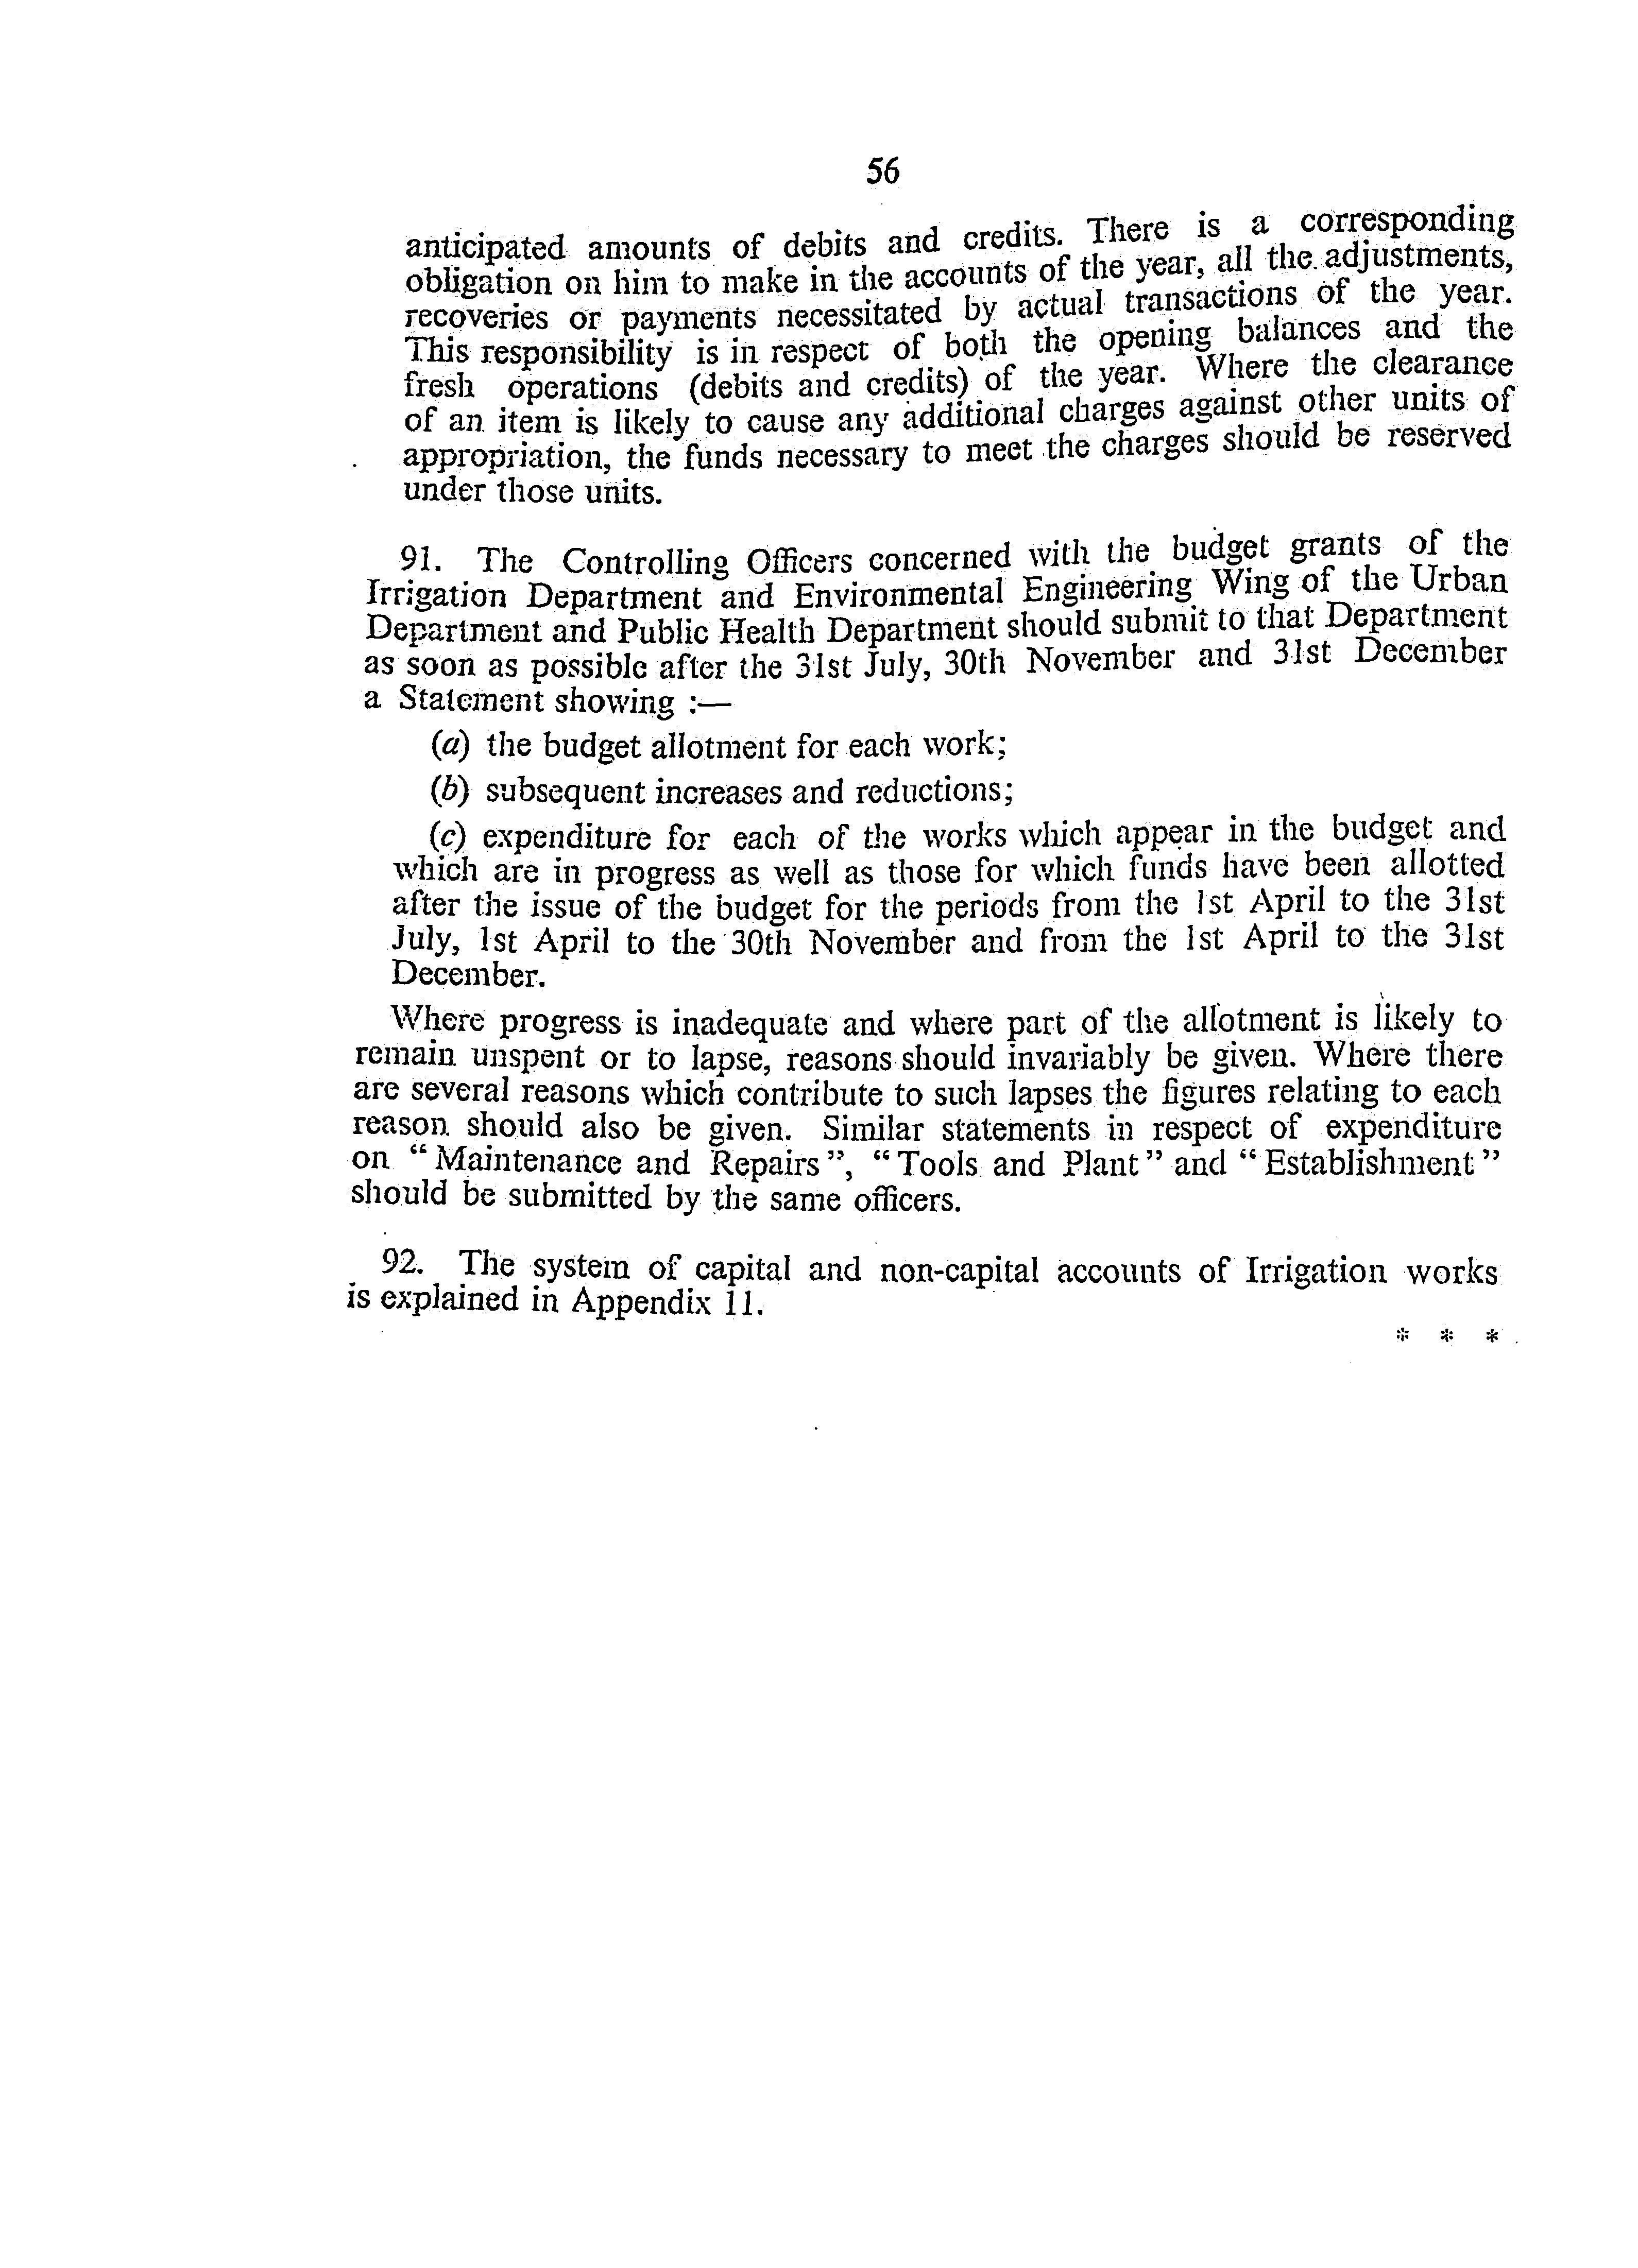 56
anticipated amounts of debits and credits. There is a corresponding
obligation on him to make in the accounts of the year, all the adjustments,
recoveries or payments necessitated by actual transactions of the year.
This responsibility is in respect of both the opening balances and the
fresh operations (debits and credits) of the year. Where the clearance
of an item is likely to cause any additional charges against other units of
appropriation, the funds necessary to meet the charges should be reserved
under those units.
91. The Controlling Officers concerned with the budget grants of the
Irrigation Department and Environmental Engineering Wing of the Urban
Department and Public Health Department should submit to that Department
as soon as possible after the 31st July, 30th November and 31st December
a Statement showing :—
(a) the budget allotment for each work;
(b) subsequent increases and reductions;
(c) expenditure for each of the works which appear in the budget and
which are in progress as well as those for which funds have been allotted
after the issue of the budget for the periods from the 1st April to the 31st
July, 1st April to the 30th November and from the 1st April to the 31st
December.
Where progress is inadequate and where part of the allotment is likely to
remain unspent or to lapse, reasons should invariably be given. Where there
are several reasons which contribute to such lapses the figures relating to each
reason should also be given. Similar statements in respect of expenditure
on “Maintenance and Repairs”, “Tools and Plant” and “Establishment”
should be submitted by the same officers.
92. The system of capital and non-capital accounts of Irrigation works
is explained in Appendix 11.
* * *